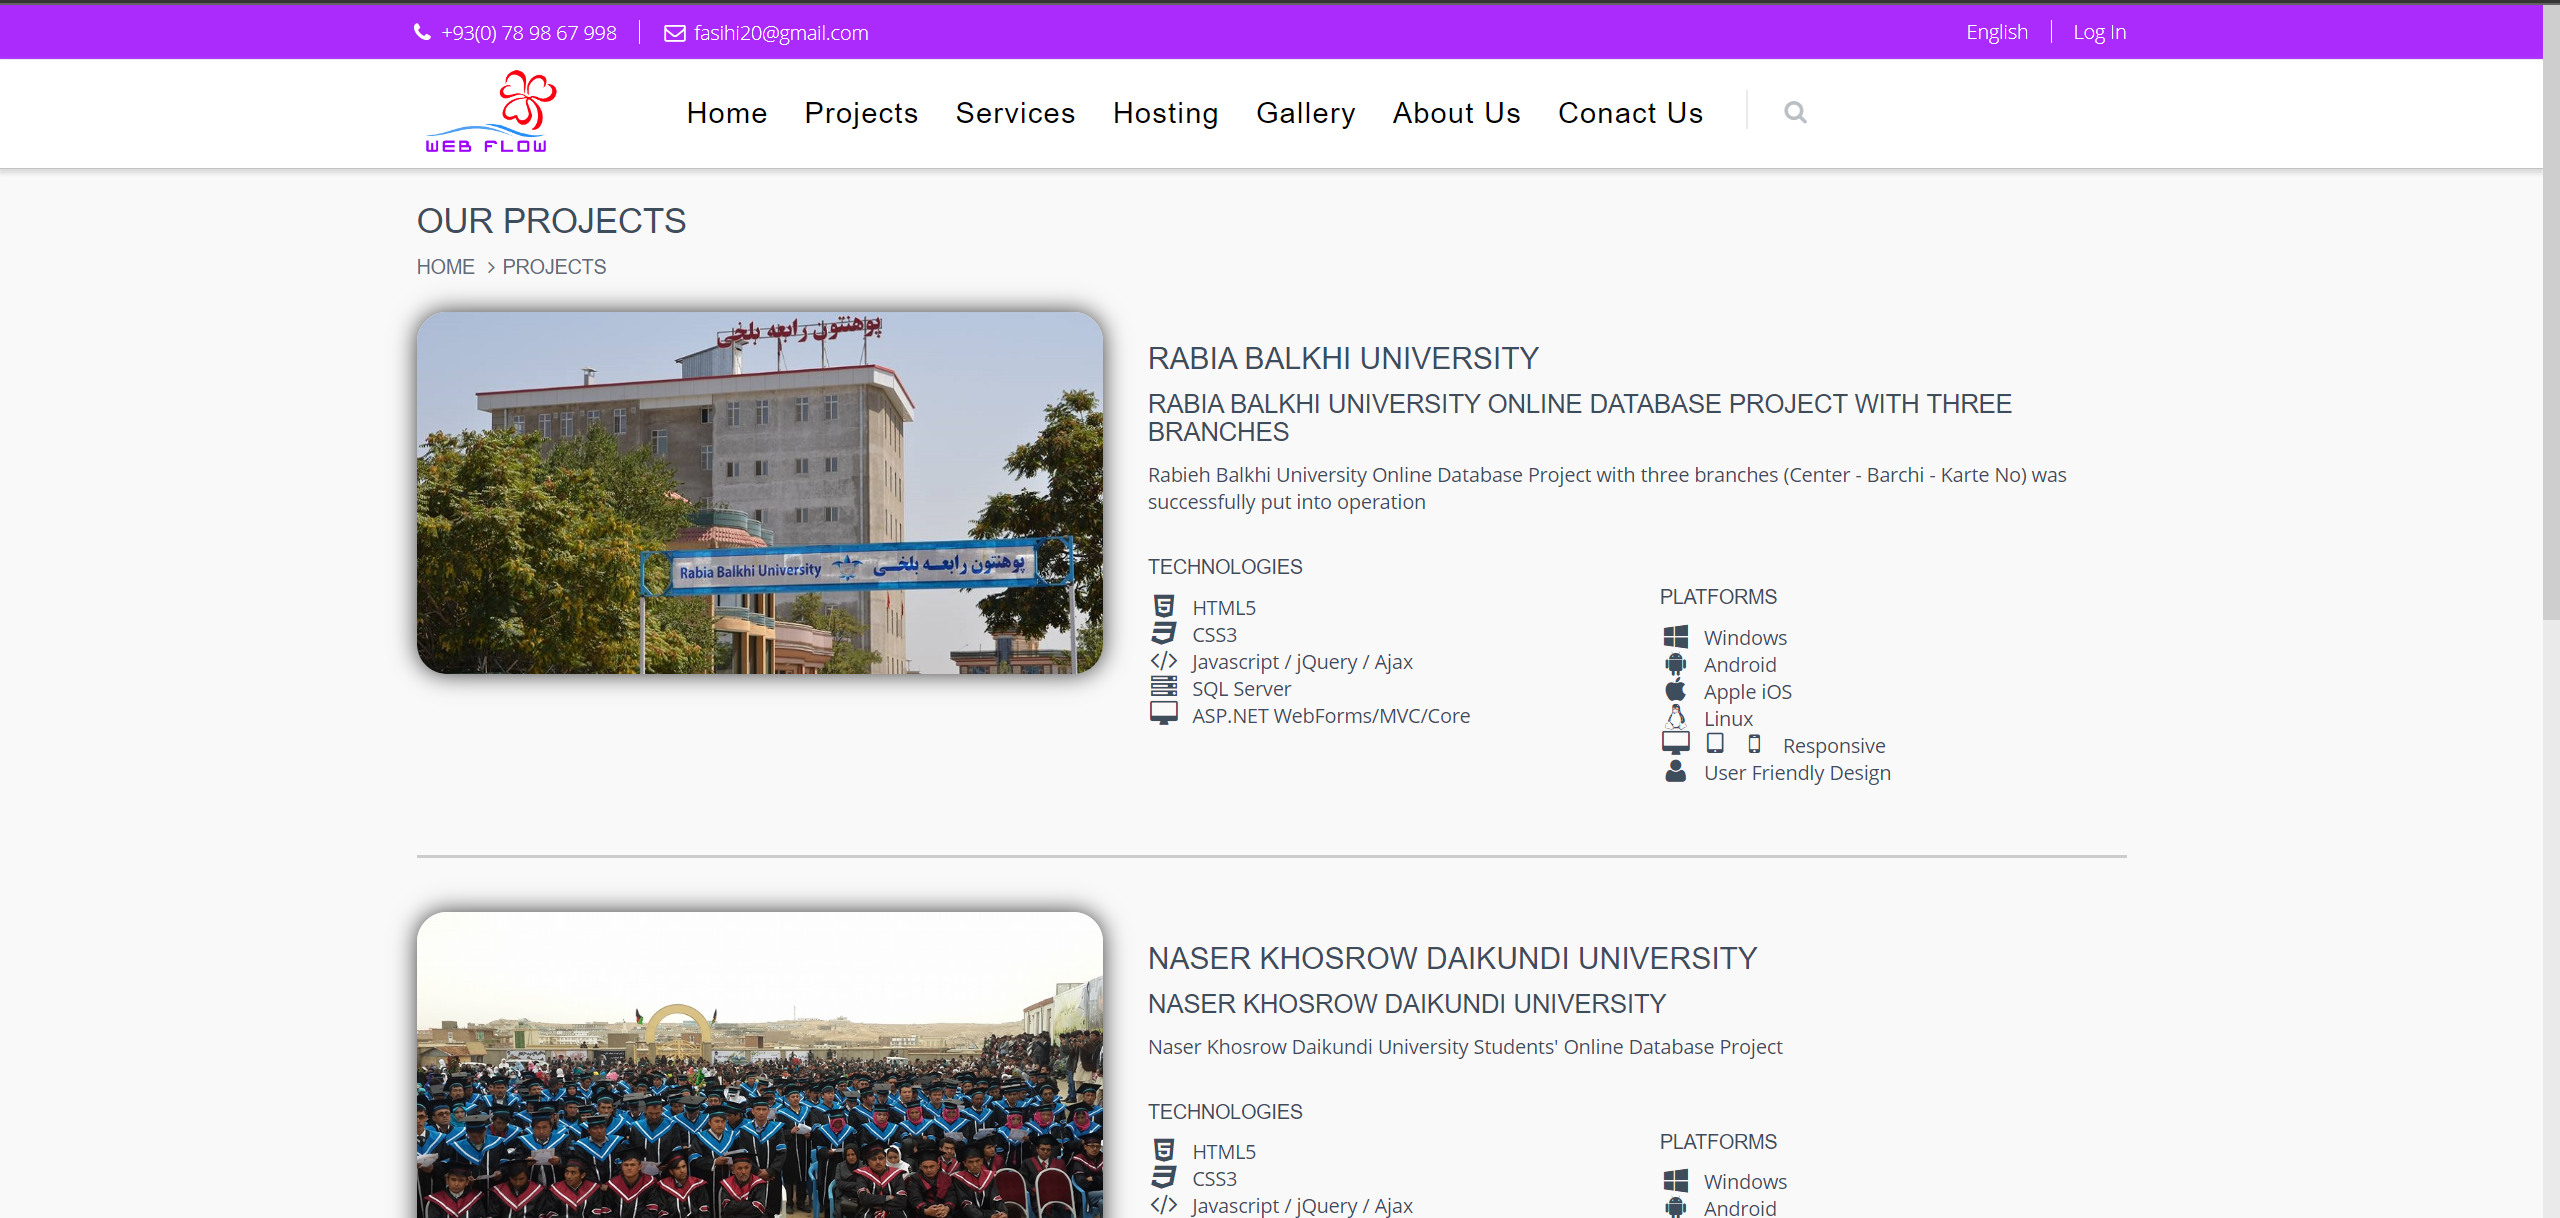 +93(0) 78 98 67 998
fasihi20@gmail.com
English
Log In
WEB FLOW
Home
Projects
Services
Hosting
Gallery
About Us
Conact Us
OUR PROJECTS
HOME > PROJECTS
پوهنتون رابعه بلخی
Rabia Balkhi University
پوهنتون رابعه بلخی
RABIA BALKHI UNIVERSITY
RABIA BALKHI UNIVERSITY ONLINE DATABASE PROJECT WITH THREE
BRANCHES
Rabieh Balkhi University Online Database Project with three branches (Center - Barchi - Karte No) was
successfully put into operation
TECHNOLOGIES
HTML5
CSS3
Javascript / jQuery / Ajax
SQL Server
ASP.NET WebForms/MVC/Core
PLATFORMS
Windows
Android
Apple iOS
Linux
Responsive
User Friendly Design
NASER KHOSROW DAIKUNDI UNIVERSITY
NASER KHOSROW DAIKUNDI UNIVERSITY
Naser Khosrow Daikundi University Students' Online Database Project
TECHNOLOGIES
HTML5
CSS3
Javascript / jQuery / Ajax
PLATFORMS
Windows
Android